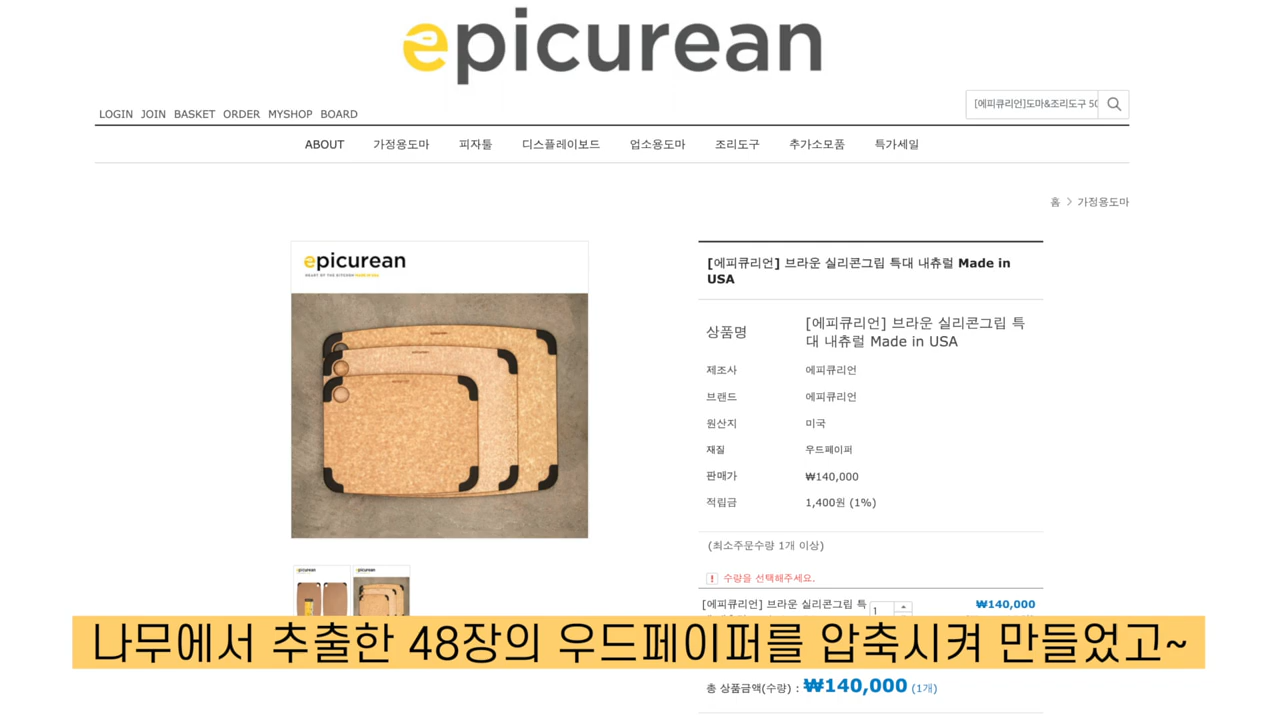 epicurean
LOGIN JOIN BASKET ORDER MYSHOP BOARD
[에피큐리언]도마&조리도구 50
ABOUT 가정용도마 피자툴 디스플레이보드 업소용도마 조리도구 추가소모품 특가세일
홈 > 가정용도마
epicurean
[에피큐리언] 브라운 실리콘그립 특대 내츄럴 Made in
USA
상품명 [에피큐리언] 브라운 실리콘그립 특
대 내츄럴 Made in USA
제조사 에피큐리언
브랜드 에피큐리언
원산지 미국
재질 우드페이퍼
판매가 ₩140,000
적립금 1,400원 (1%)
(최소주문수량 1개 이상)
수량을 선택해주세요.
epicurean epicurean
[에피큐리언] 브라운 실리콘그립 특 1 ₩140,000
나무에서 추출한 48장의 우드페이퍼를 압축시켜 만들었고~
총 상품금액(수량) : ₩140,000 (1개)